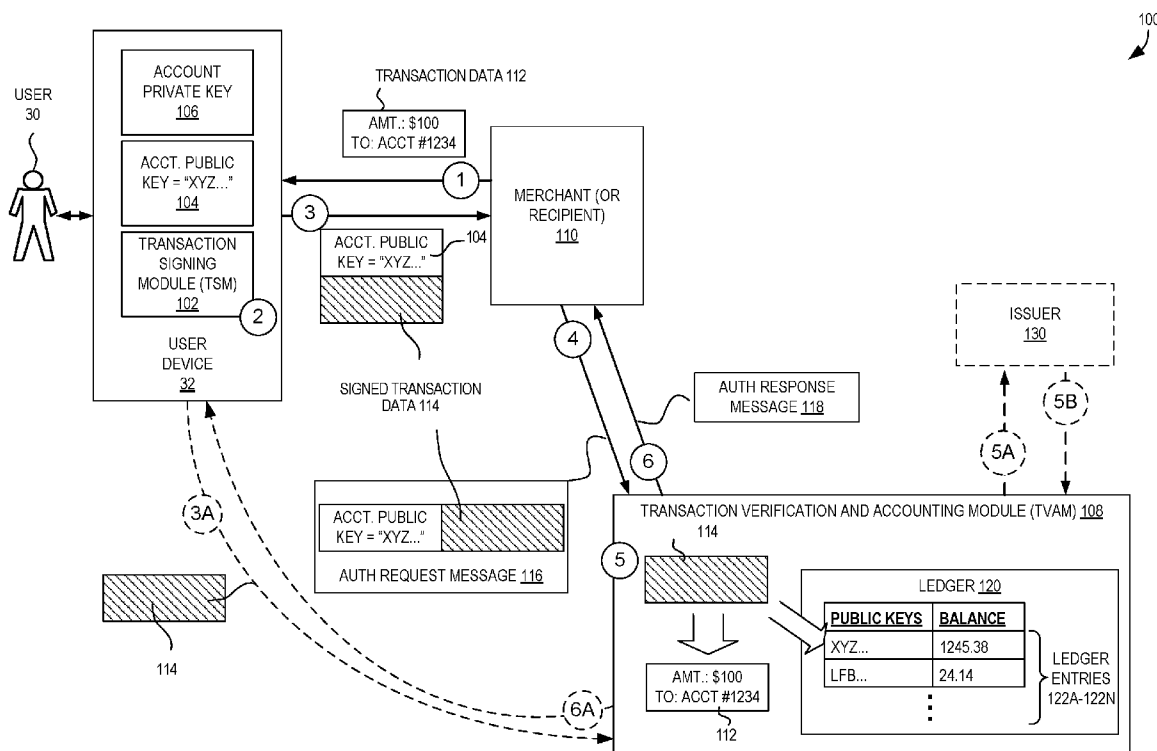 100
USER
30
ACCOUNT
PRIVATE KEY
106
ACCT. PUBLIC
KEY = “XYZ...”
104
TRANSACTION
SIGNING
MODULE (TSM)
102
2
USER
DEVICE
32
TRANSACTION DATA 112
AMT.: $100
TO: ACCT #1234
1
3
ACCT. PUBLIC
KEY = “XYZ...”
104
MERCHANT (OR
RECIPIENT)
110
SIGNED TRANSACTION
DATA 114
4
6
AUTH RESPONSE
MESSAGE 118
ISSUER
130
5A
5B
3A
114
ACCT. PUBLIC
KEY = “XYZ...”
AUTH REQUEST MESSAGE 116
6A
TRANSACTION VERIFICATION AND ACCOUNTING MODULE (TVAM) 108
5
114
AMT.: $100
TO: ACCT #1234
112
LEDGER 120
PUBLIC KEYS BALANCE
XYZ... 1245.38
LFB... 24.14
LEDGER
ENTRIES
122A-122N